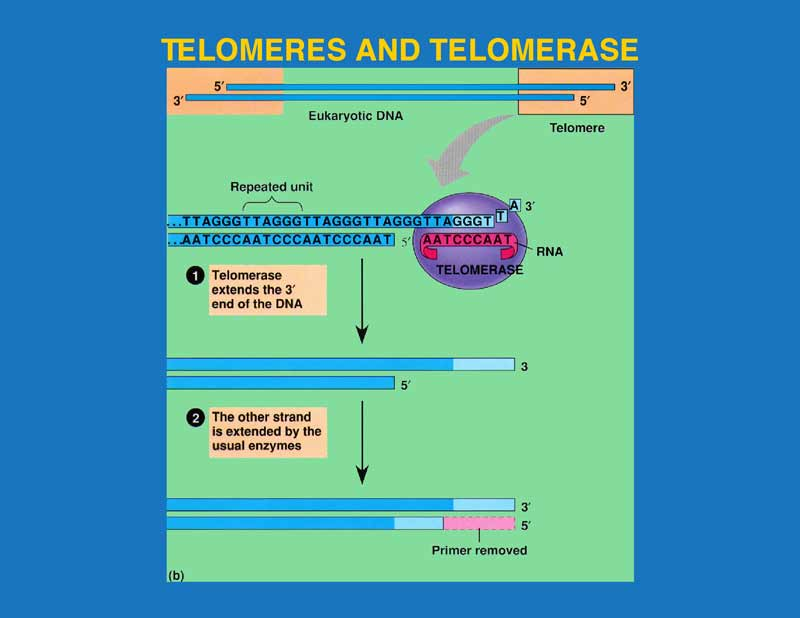 TELOMERES AND TELOMERASE
5′ 3′
3′ 5′
Eukaryotic DNA
Telomere
Repeated unit
A 3′
T
...TTAGGGTTAGGGTTAGGGTTAGGGTTAGGGT
...AATCCCAATCCCAATCCCAAT 5′ AATCCCAAT
RNA
TELOMERASE
1 Telomerase
extends the 3′
end of the DNA
3
5′
2 The other strand
is extended by the
usual enzymes
3′
5′
Primer removed
(b)